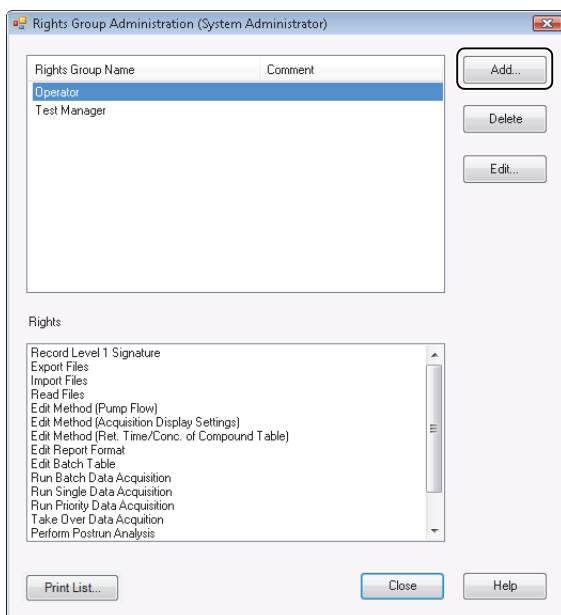 Rights Group Administration (System Administrator)
Rights Group Name Comment
Operator
Test Manager
Add...
Delete
Edit...
Rights
Record Level 1 Signature
Export Files
Import Files
Read Files
Edit Method (Pump Flow)
Edit Method (Acquisition Display Settings)
Edit Method (Ret. Time/Conc. of Compound Table)
Edit Report Format
Edit Batch Table
Run Batch Data Acquisition
Run Single Data Acquisition
Run Priority Data Acquisition
Take Over Data Acquition
Perform Postrun Analysis
Print List... Close Help